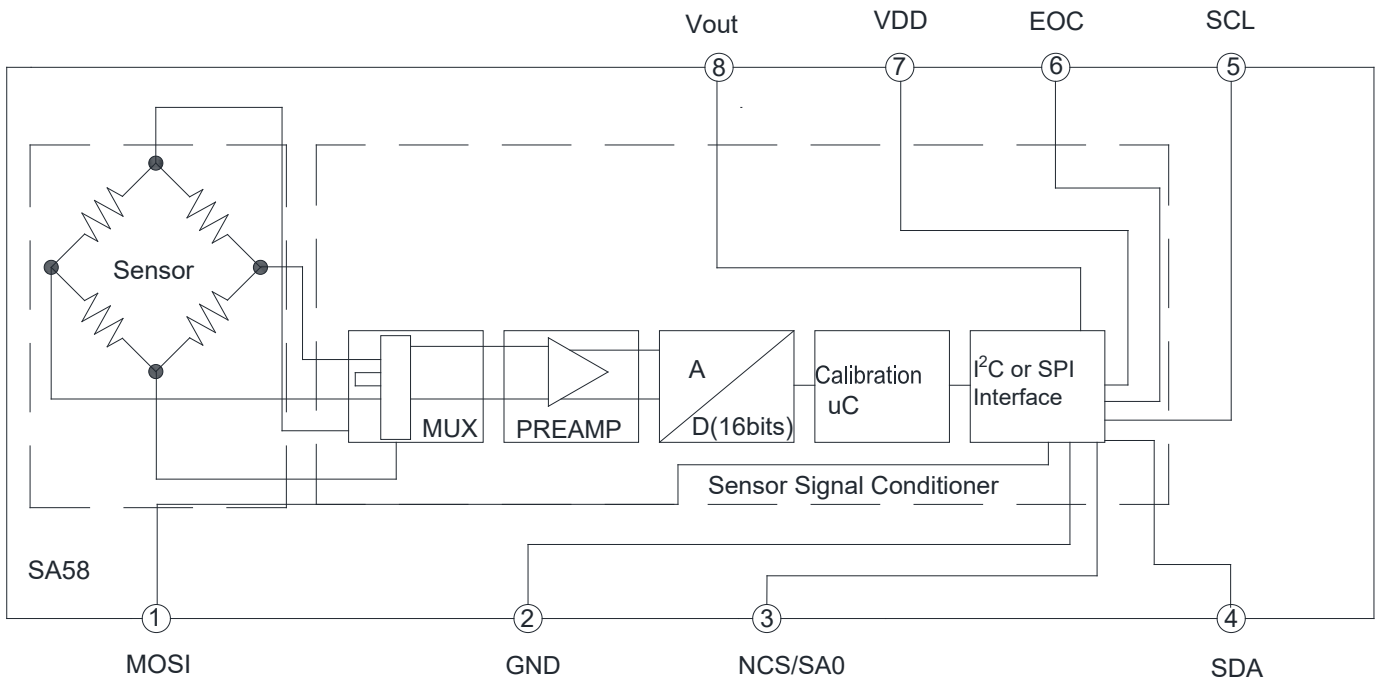 Vout
VDD
EOC
SCL
8
7
6
5
Sensor
A
D(16bits)
Calibration
uC
I²C or SPI
Interface
MUX
PREAMP
Sensor Signal Conditioner
SA58
1
2
3
4
MOSI
GND
NCS/SA0
SDA